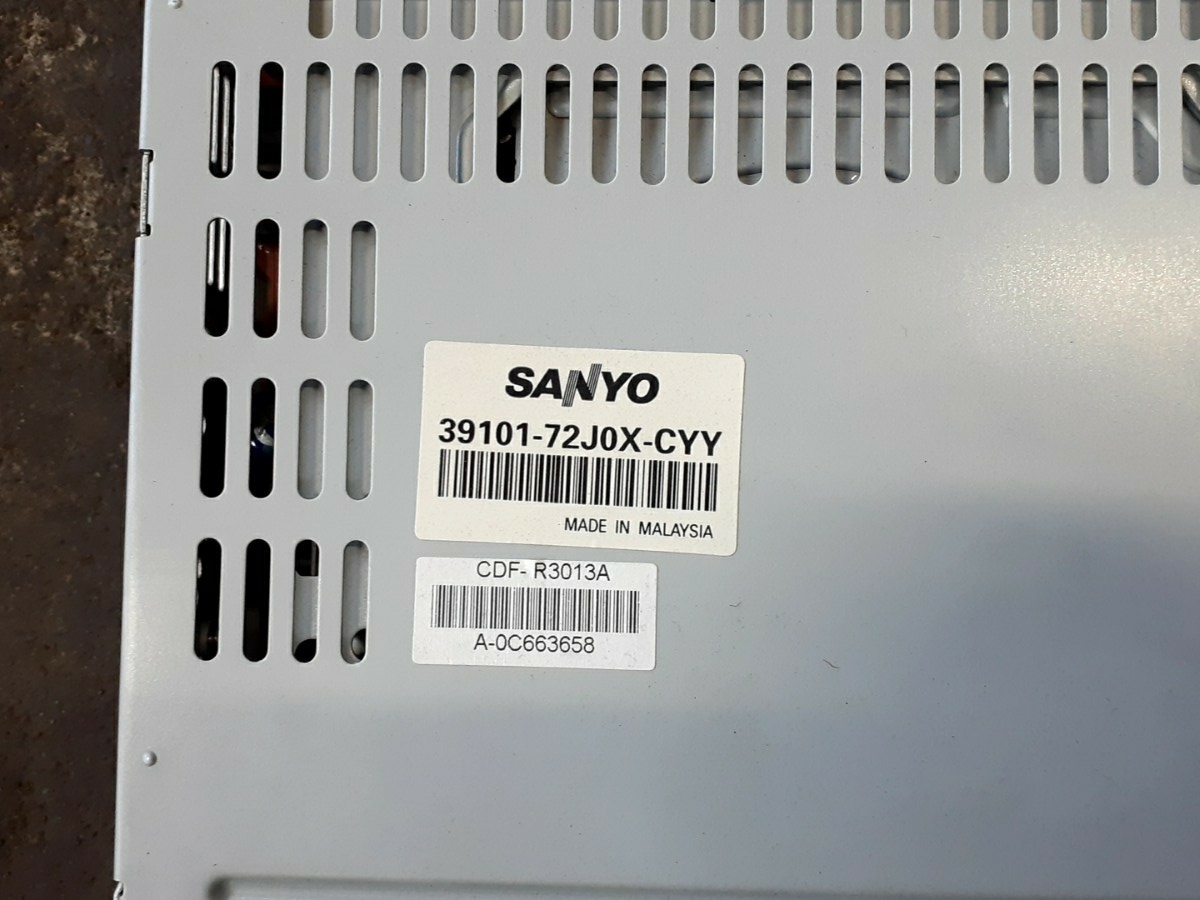 SANYO
39101-72J0X-CYY
MADE IN MALAYSIA
CDF- R3013A
A-0C663658